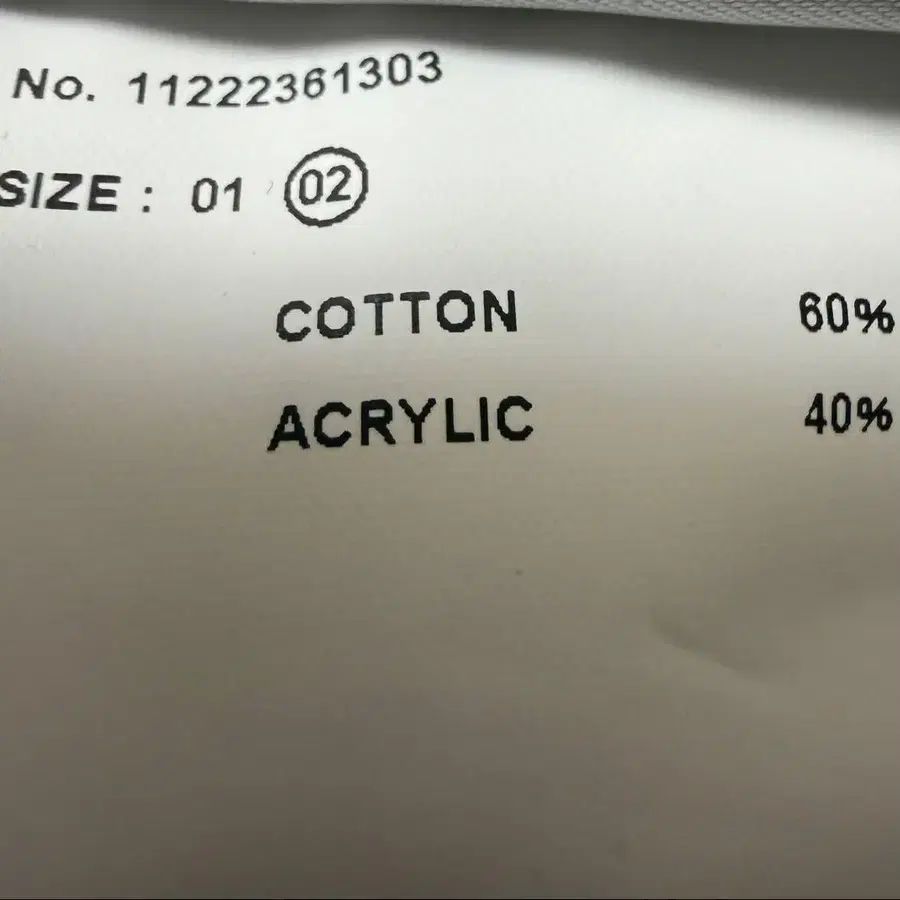 No. 11222361303
SIZE : 01 02
COTTON 60%
ACRYLIC 40%